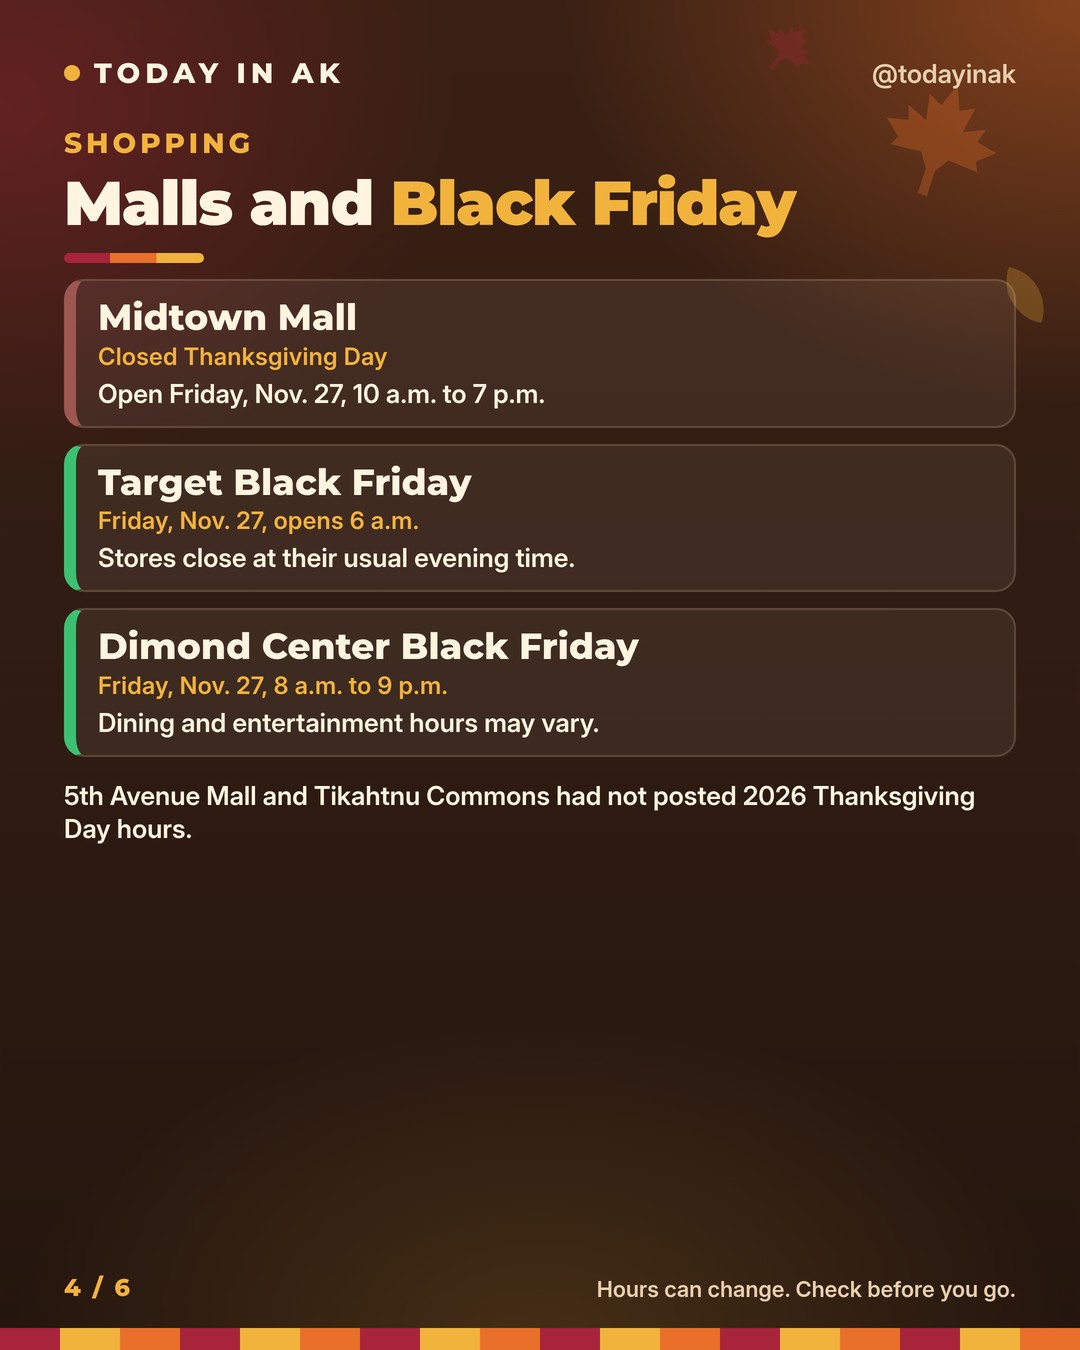 TODAY IN AK
@todayinak
SHOPPING
Malls and Black Friday
Midtown Mall
Closed Thanksgiving Day
Open Friday, Nov. 27, 10 a.m. to 7 p.m.
Target Black Friday
Friday, Nov. 27, opens 6 a.m.
Stores close at their usual evening time.
Dimond Center Black Friday
Friday, Nov. 27, 8 a.m. to 9 p.m.
Dining and entertainment hours may vary.
5th Avenue Mall and Tikahtnu Commons had not posted 2026 Thanksgiving
Day hours.
4 / 6
Hours can change. Check before you go.